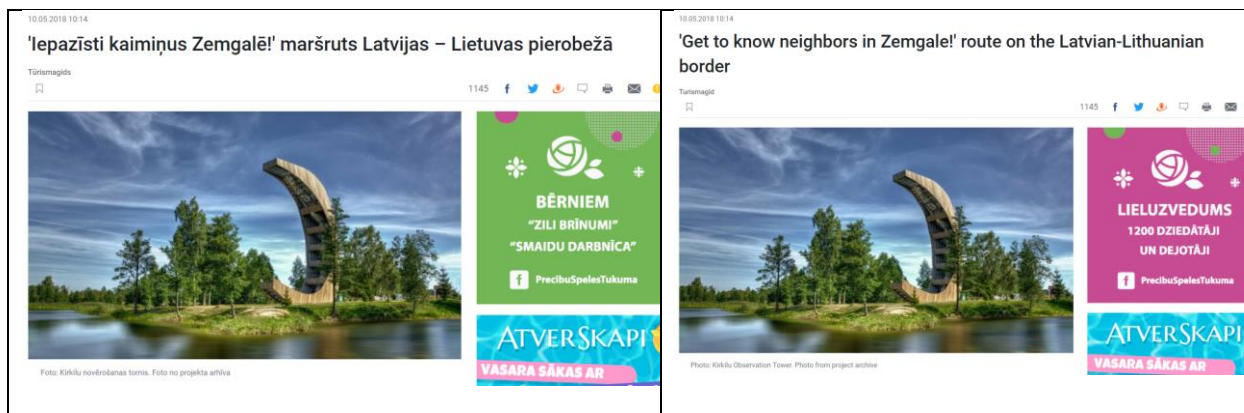 10.05.2018 10:14
'Iepazīsti kaimiņus Zemgalē!' maršruts Latvijas – Lietuvas pierobežā
Tūrismagids
1145
BĒRNIEM
“ZILI BRĪNUMI”
“SMAIDU DARBNĪCA”
PrecibuSpelesTukuma
ATVERSKAPI
VASARA SĀKAS AR
Foto: Kirkilu novērošanas tornis. Foto no projekta arhīva
10.05.2018 10:14
'Get to know neighbors in Zemgale!' route on the Latvian-Lithuanian
border
Turismagid
1145
LIELUZVEDUMS
1200 DZIEDĀTĀJI
UN DEJOTĀJI
PrecibuSpelesTukuma
ATVERSKAPI
VASARA SĀKAS AR
Photo: Kirkilu Observation Tower. Photo from project archive